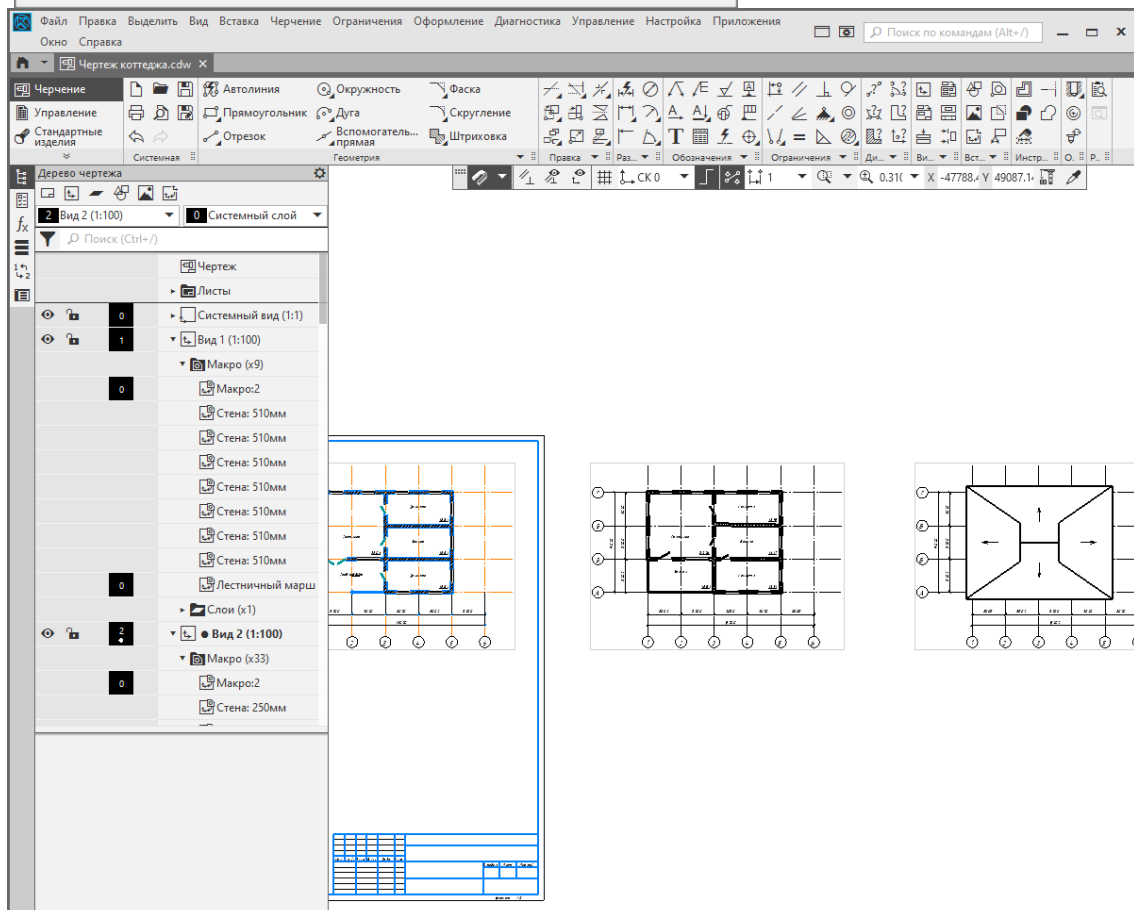 Файл Правка Выделить Вид Вставка Черчение Ограничения Оформление Диагностика Управление Настройка Приложения
Окно Справка
Поиск по командам (Alt+/)
Чертеж коттеджа.cdw
Черчение
Управление
Стандартные изделия
Автолиния
Прямоугольник
Отрезок
Окружность
Дуга
Вспомогатель... прямая
Фаска
Скругление
Штриховка
Системная Геометрия Правка Раз... Обозначения Ограничения Ди... Ви... Вст... Инстр... О. Р..
Дерево чертежа
СК 0 1 0.31( X -47788.4 Y 49087.14
2 Вид 2 (1:100) 0 Системный слой
Поиск (Ctrl+/)
Чертеж
Листы
0 Системный вид (1:1)
1 Вид 1 (1:100)
Макро (x9)
0 Макро:2
Стена: 510мм
Стена: 510мм
Стена: 510мм
Стена: 510мм
Стена: 510мм
Стена: 510мм
Стена: 510мм
0 Лестничный марш
Слои (x1)
2 Вид 2 (1:100)
Макро (x33)
0 Макро:2
Стена: 250мм